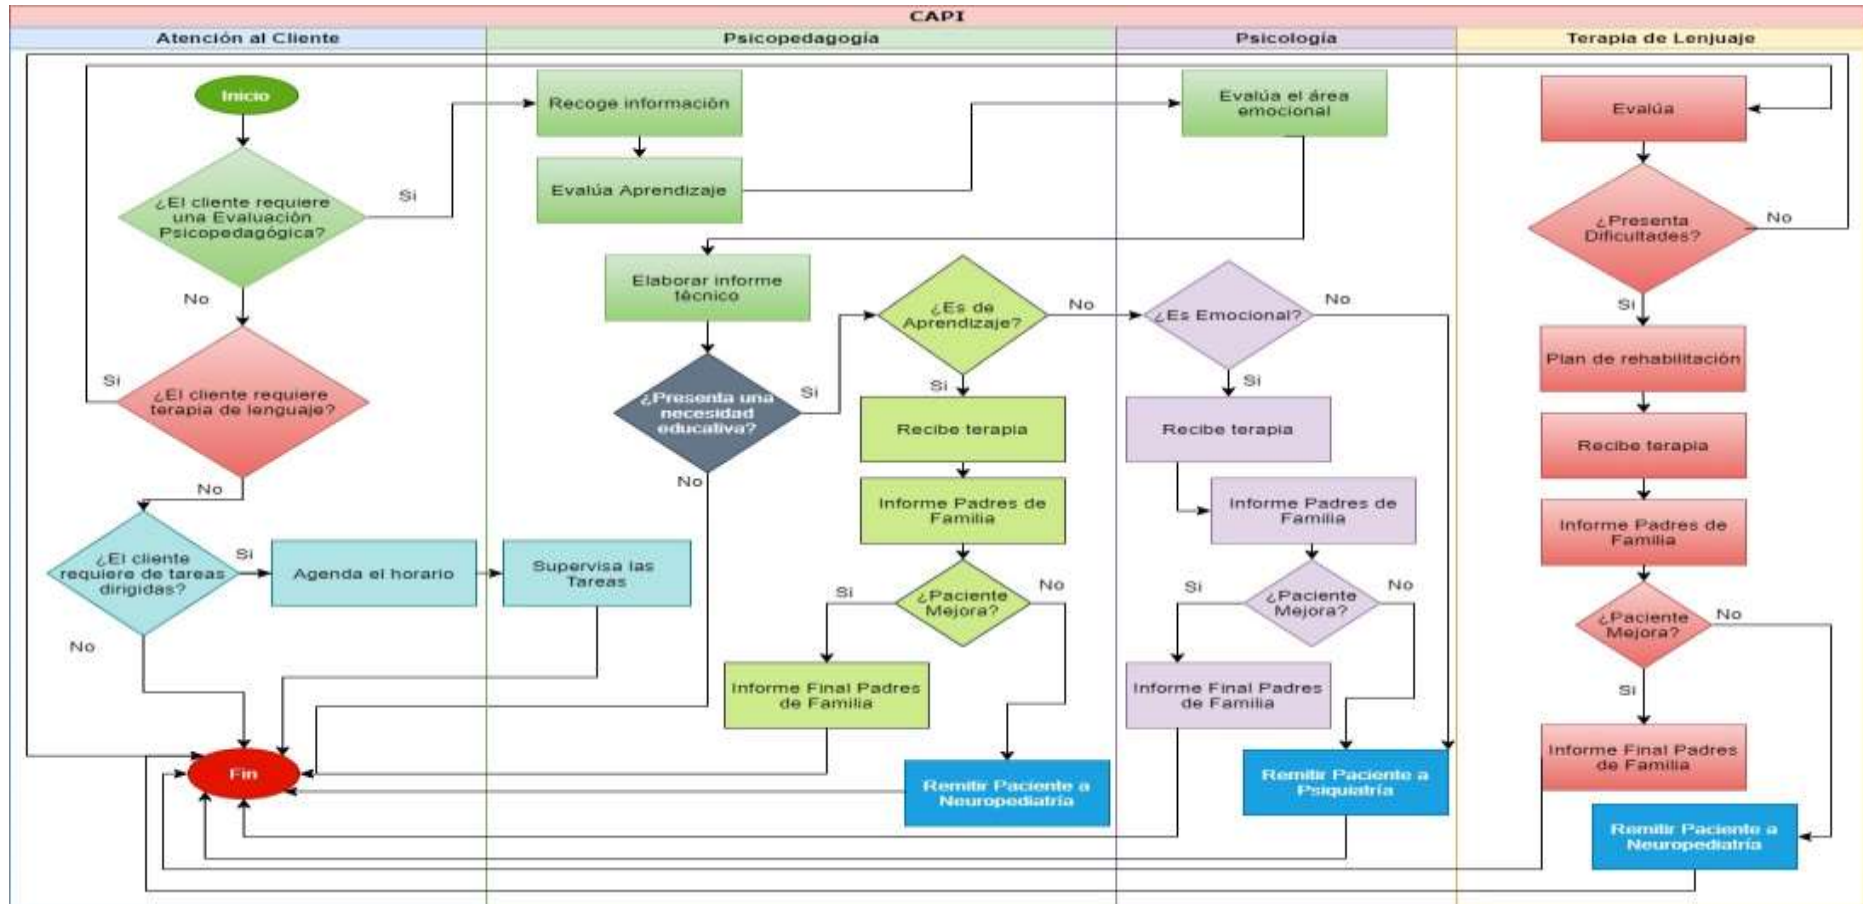 CAPI
Atención al Cliente
Psicopedagogía
Psicología
Terapia de Lenjuaje
Inicio
¿El cliente requiere
una Evaluación
Psicopedagógica?
Si
No
¿El cliente requiere
terapia de lenguaje?
Si
No
¿El cliente
requiere de tareas
dirigidas?
Si
No
Agenda el horario
Fin
Recoge información
Evalúa Aprendizaje
Elaborar informe
técnico
¿Presenta una
necesidad
educativa?
Si
No
Supervisa las
Tareas
¿Es de
Aprendizaje?
No
Si
Recibe terapia
Informe Padres de
Familia
¿Paciente
Mejora?
Si
No
Informe Final Padres
de Familia
Remitir Paciente a
Neuropediatría
Evalúa el área
emocional
¿Es Emocional?
No
Si
Recibe terapia
Informe Padres de
Familia
¿Paciente
Mejora?
Si
No
Informe Final Padres
de Familia
Remitir Paciente a
Psiquiatría
Evalúa
¿Presenta
Dificultades?
No
Si
Plan de rehabilitación
Recibe terapia
Informe Padres de
Familia
¿Paciente
Mejora?
No
Si
Informe Final Padres
de Familia
Remitir Paciente a
Neuropediatría